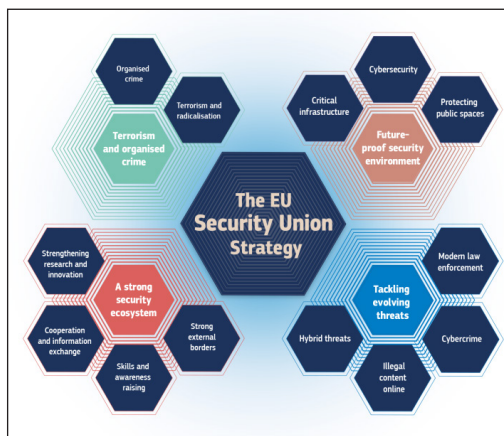 Organised
crime
Terrorism and
radicalisation
Terrorism
and organised
crime
Cybersecurity
Critical
infrastructure
Protecting
public spaces
Future-
proof security
environment
The EU
Security Union
Strategy
Strengthening
research and
innovation
A strong
security
ecosystem
Cooperation
and information
exchange
Skills and
awareness
raising
Strong
external
borders
Modern law
enforcement
Tackling
evolving
threats
Hybrid threats
Cybercrime
Illegal
content
online